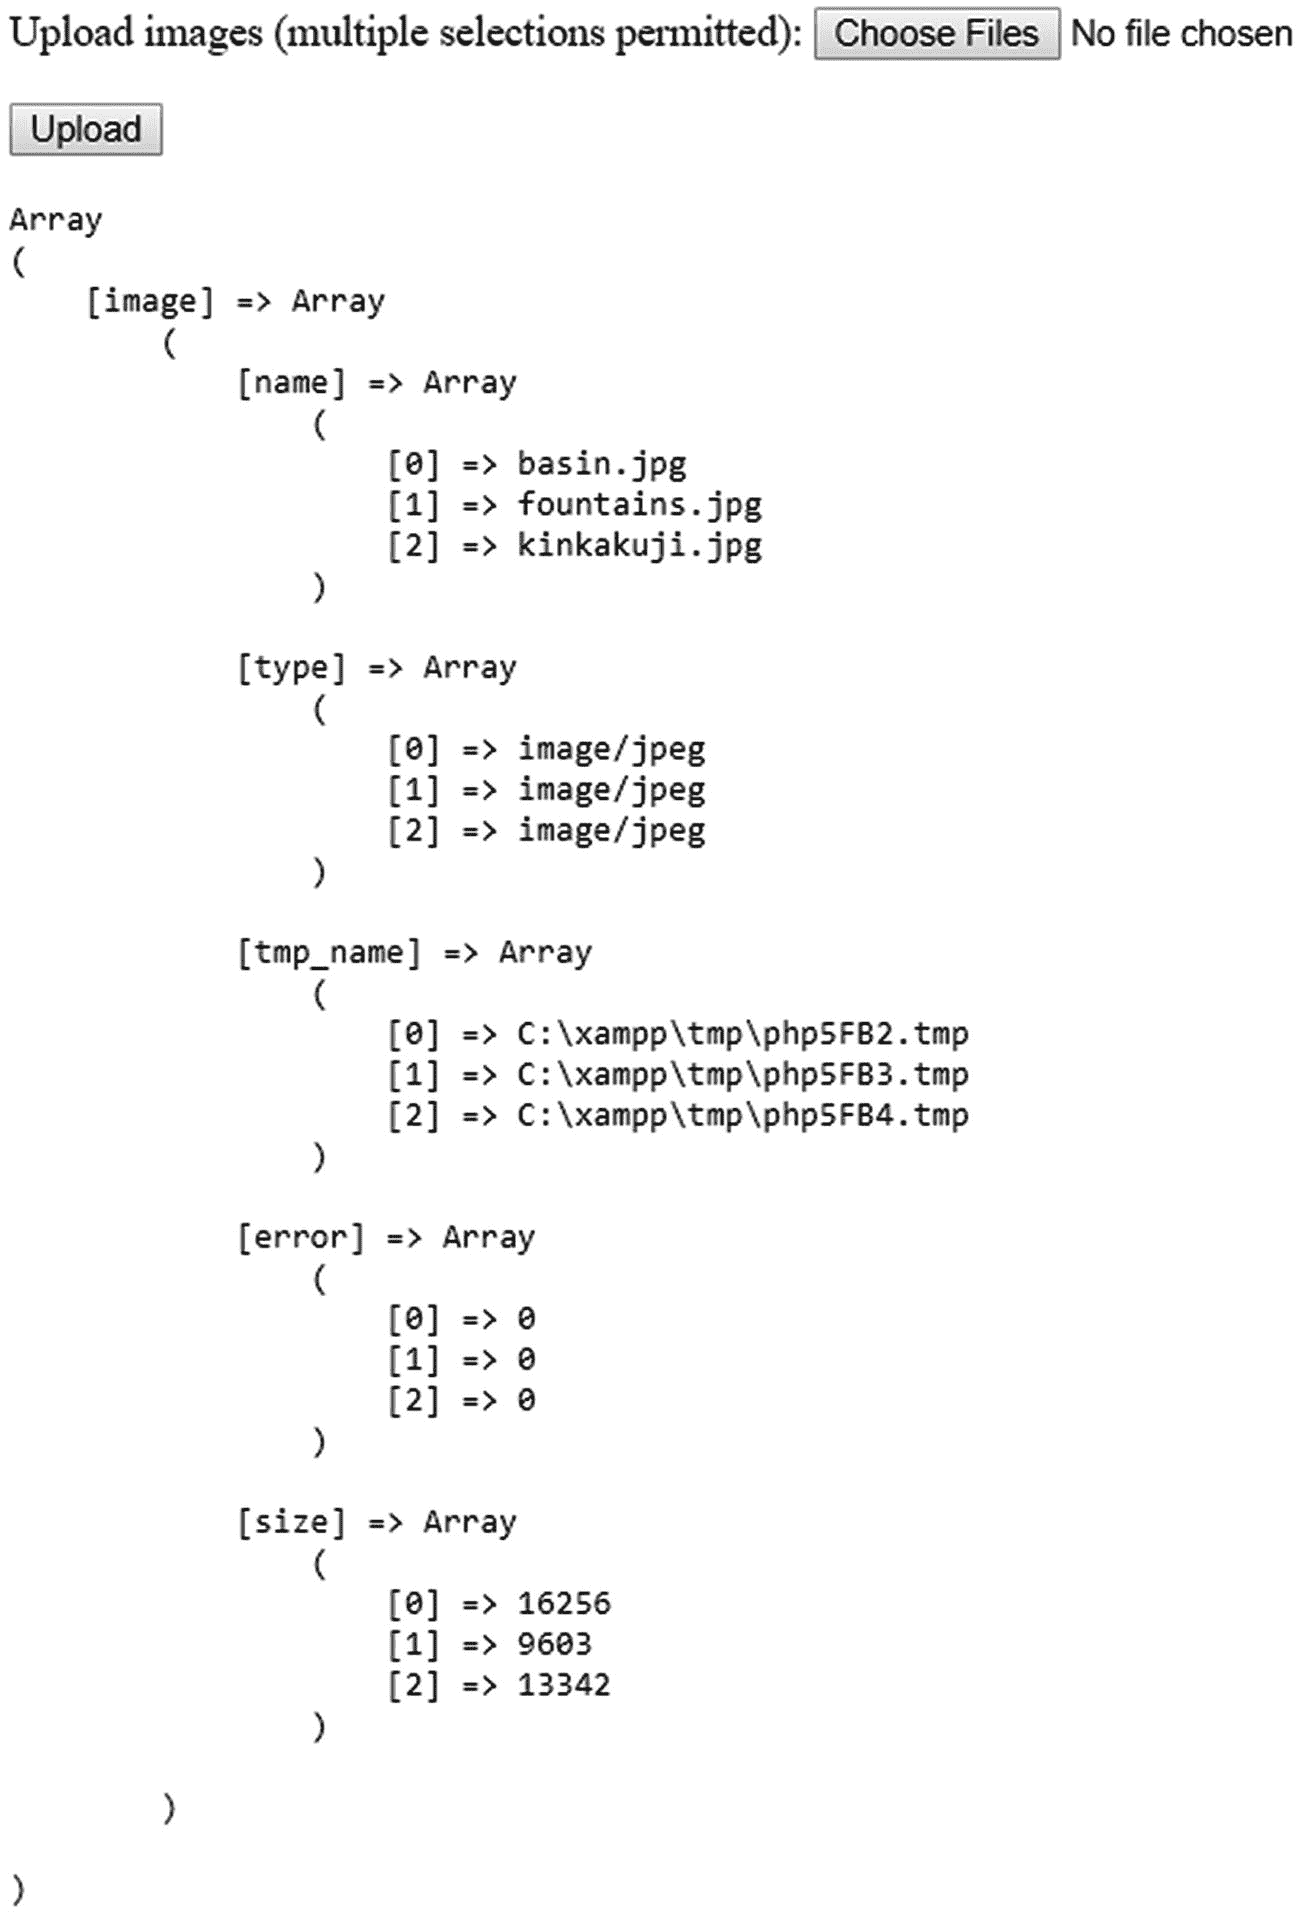 Upload images (multiple selections permitted): Choose Files No file chosen
Upload
Array
(
    [image] => Array
        (
            [name] => Array
                (
                    [0] => basin.jpg
                    [1] => fountains.jpg
                    [2] => kinkakuji.jpg
                )
            [type] => Array
                (
                    [0] => image/jpeg
                    [1] => image/jpeg
                    [2] => image/jpeg
                )
            [tmp_name] => Array
                (
                    [0] => C:\xampp\tmp\php5FB2.tmp
                    [1] => C:\xampp\tmp\php5FB3.tmp
                    [2] => C:\xampp\tmp\php5FB4.tmp
                )
            [error] => Array
                (
                    [0] => 0
                    [1] => 0
                    [2] => 0
                )
            [size] => Array
                (
                    [0] => 16256
                    [1] => 9603
                    [2] => 13342
                )
        )
)